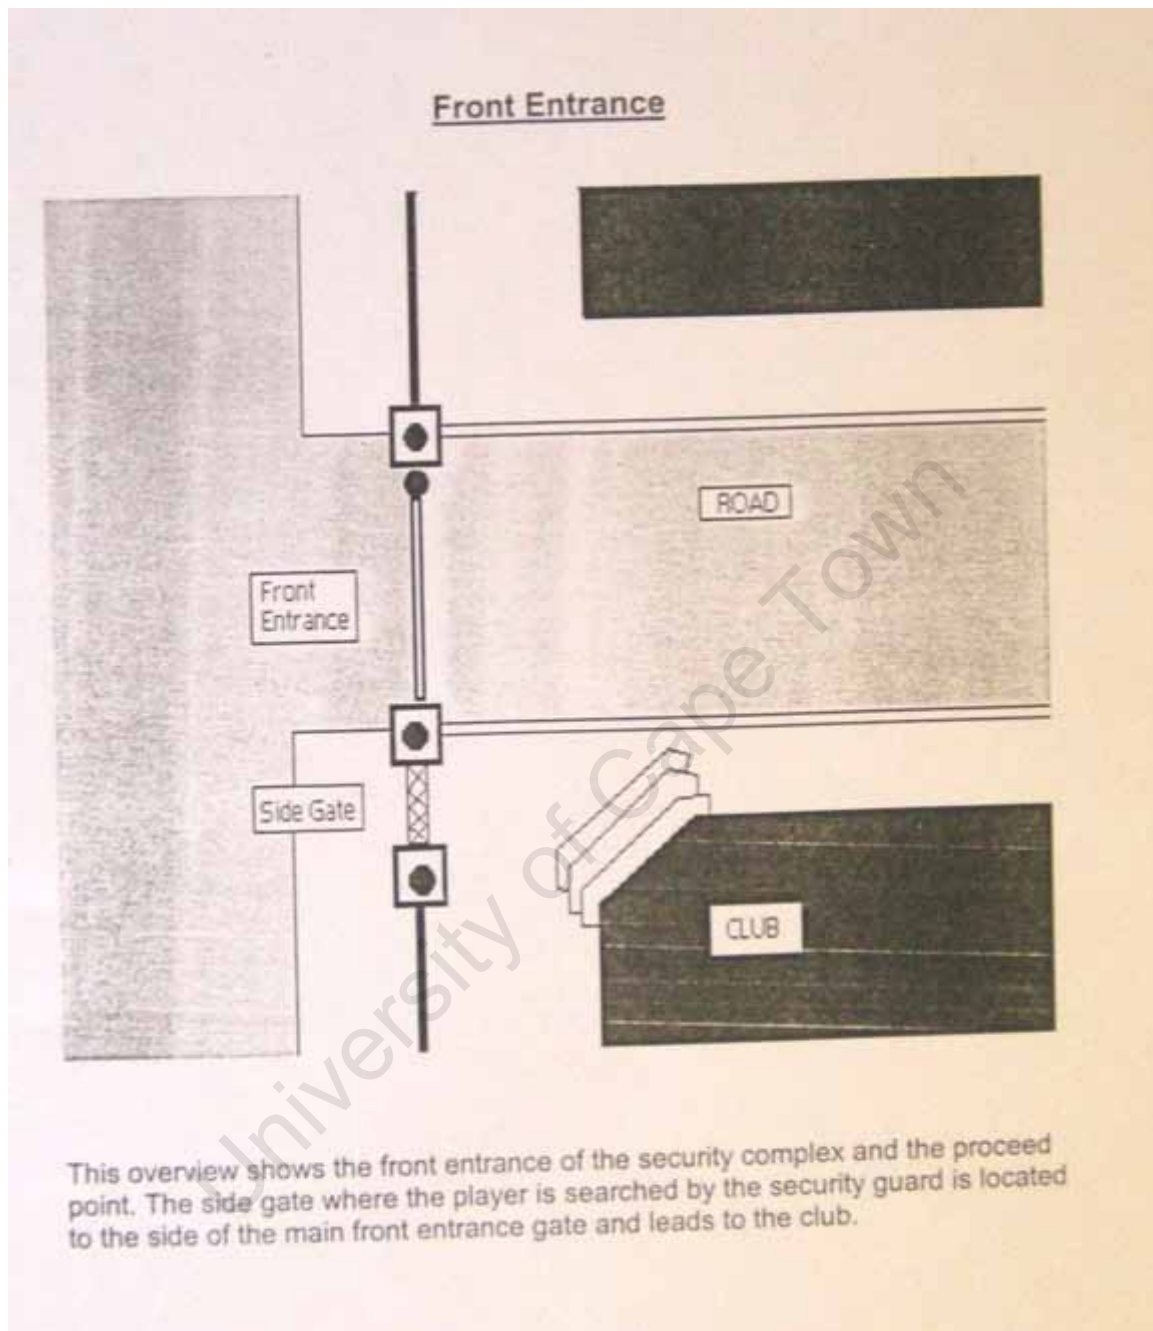 Front Entrance
ROAD
Front
Entrance
Side Gate
CLUB
University of Cape Town
This overview shows the front entrance of the security complex and the proceed
point. The side gate where the player is searched by the security guard is located
to the side of the main front entrance gate and leads to the club.